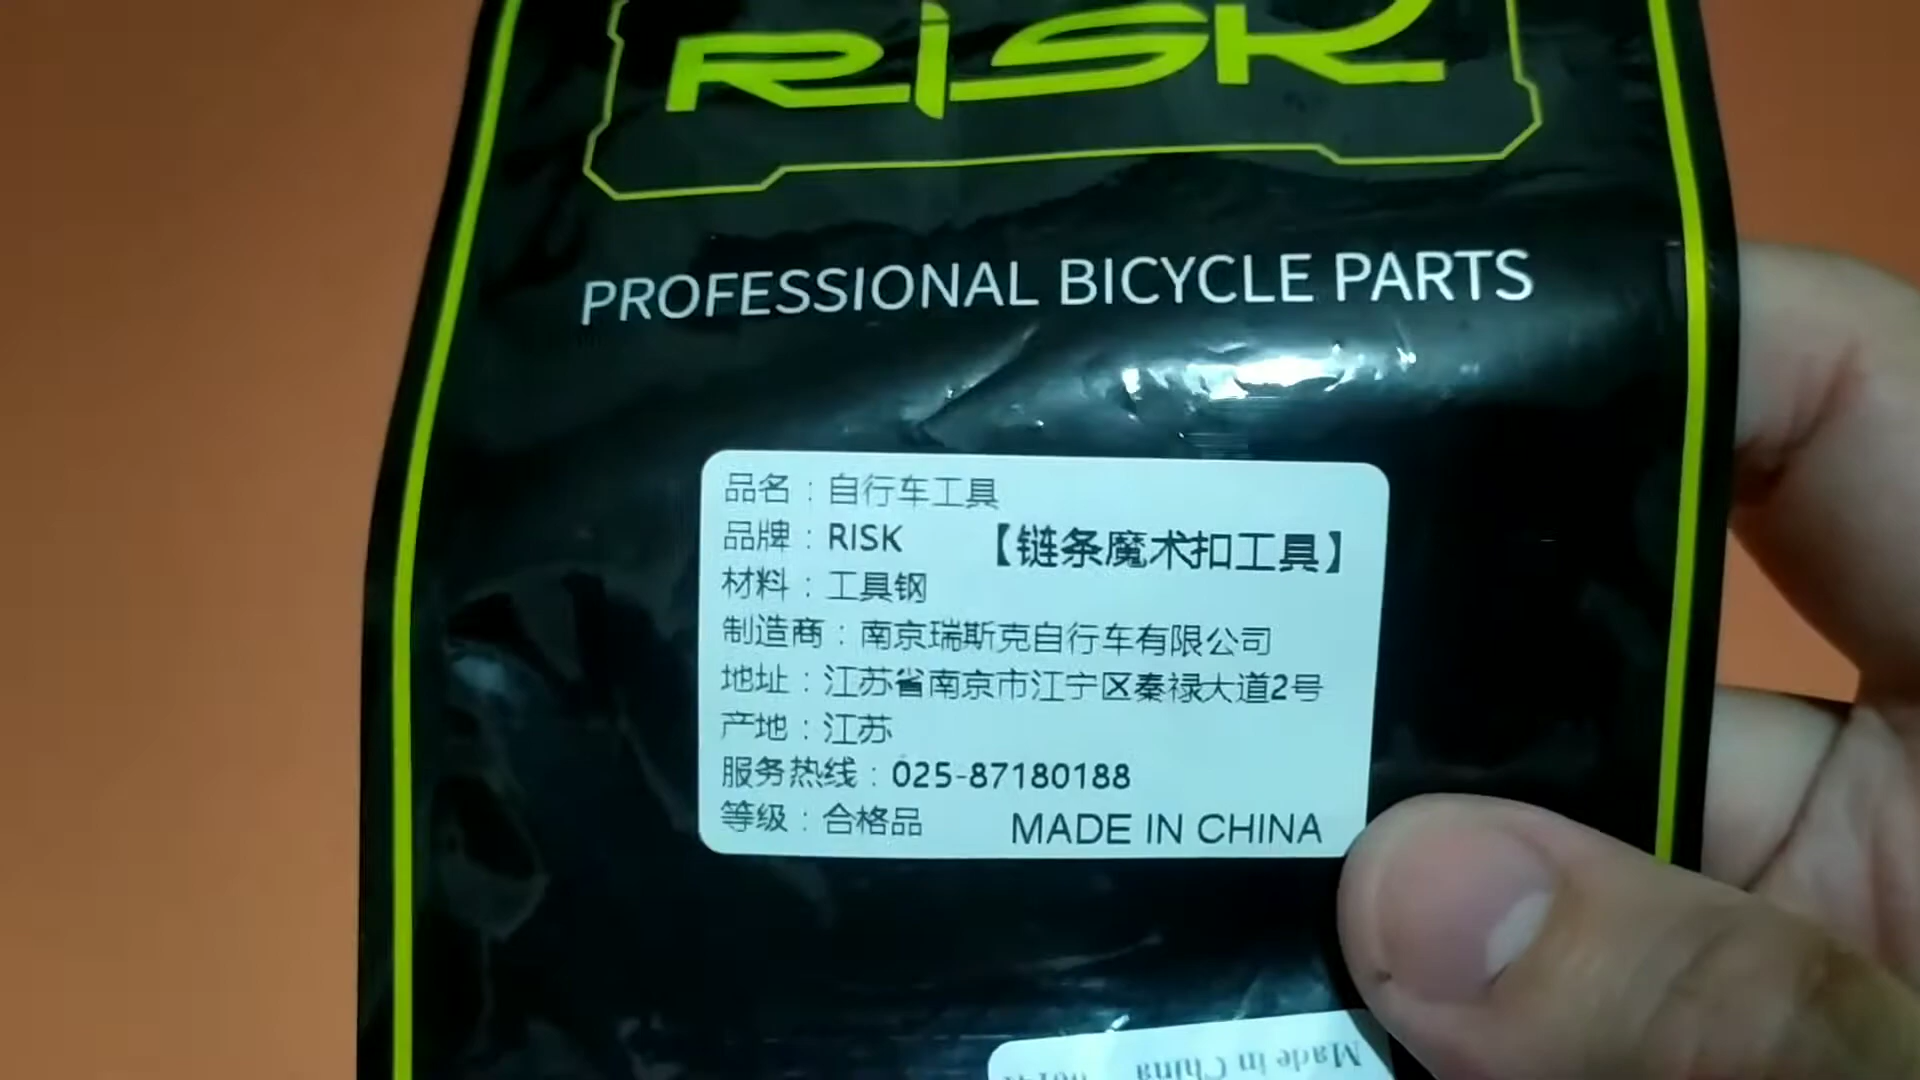 RISK
PROFESSIONAL BICYCLE PARTS
品名：自行车工具
品牌：RISK 【链条魔术扣工具】
材料：工具钢
制造商：南京瑞斯克自行车有限公司
地址：江苏省南京市江宁区秦禄大道2号
产地：江苏
服务热线：025-87180188
等级：合格品 MADE IN CHINA
Made in China